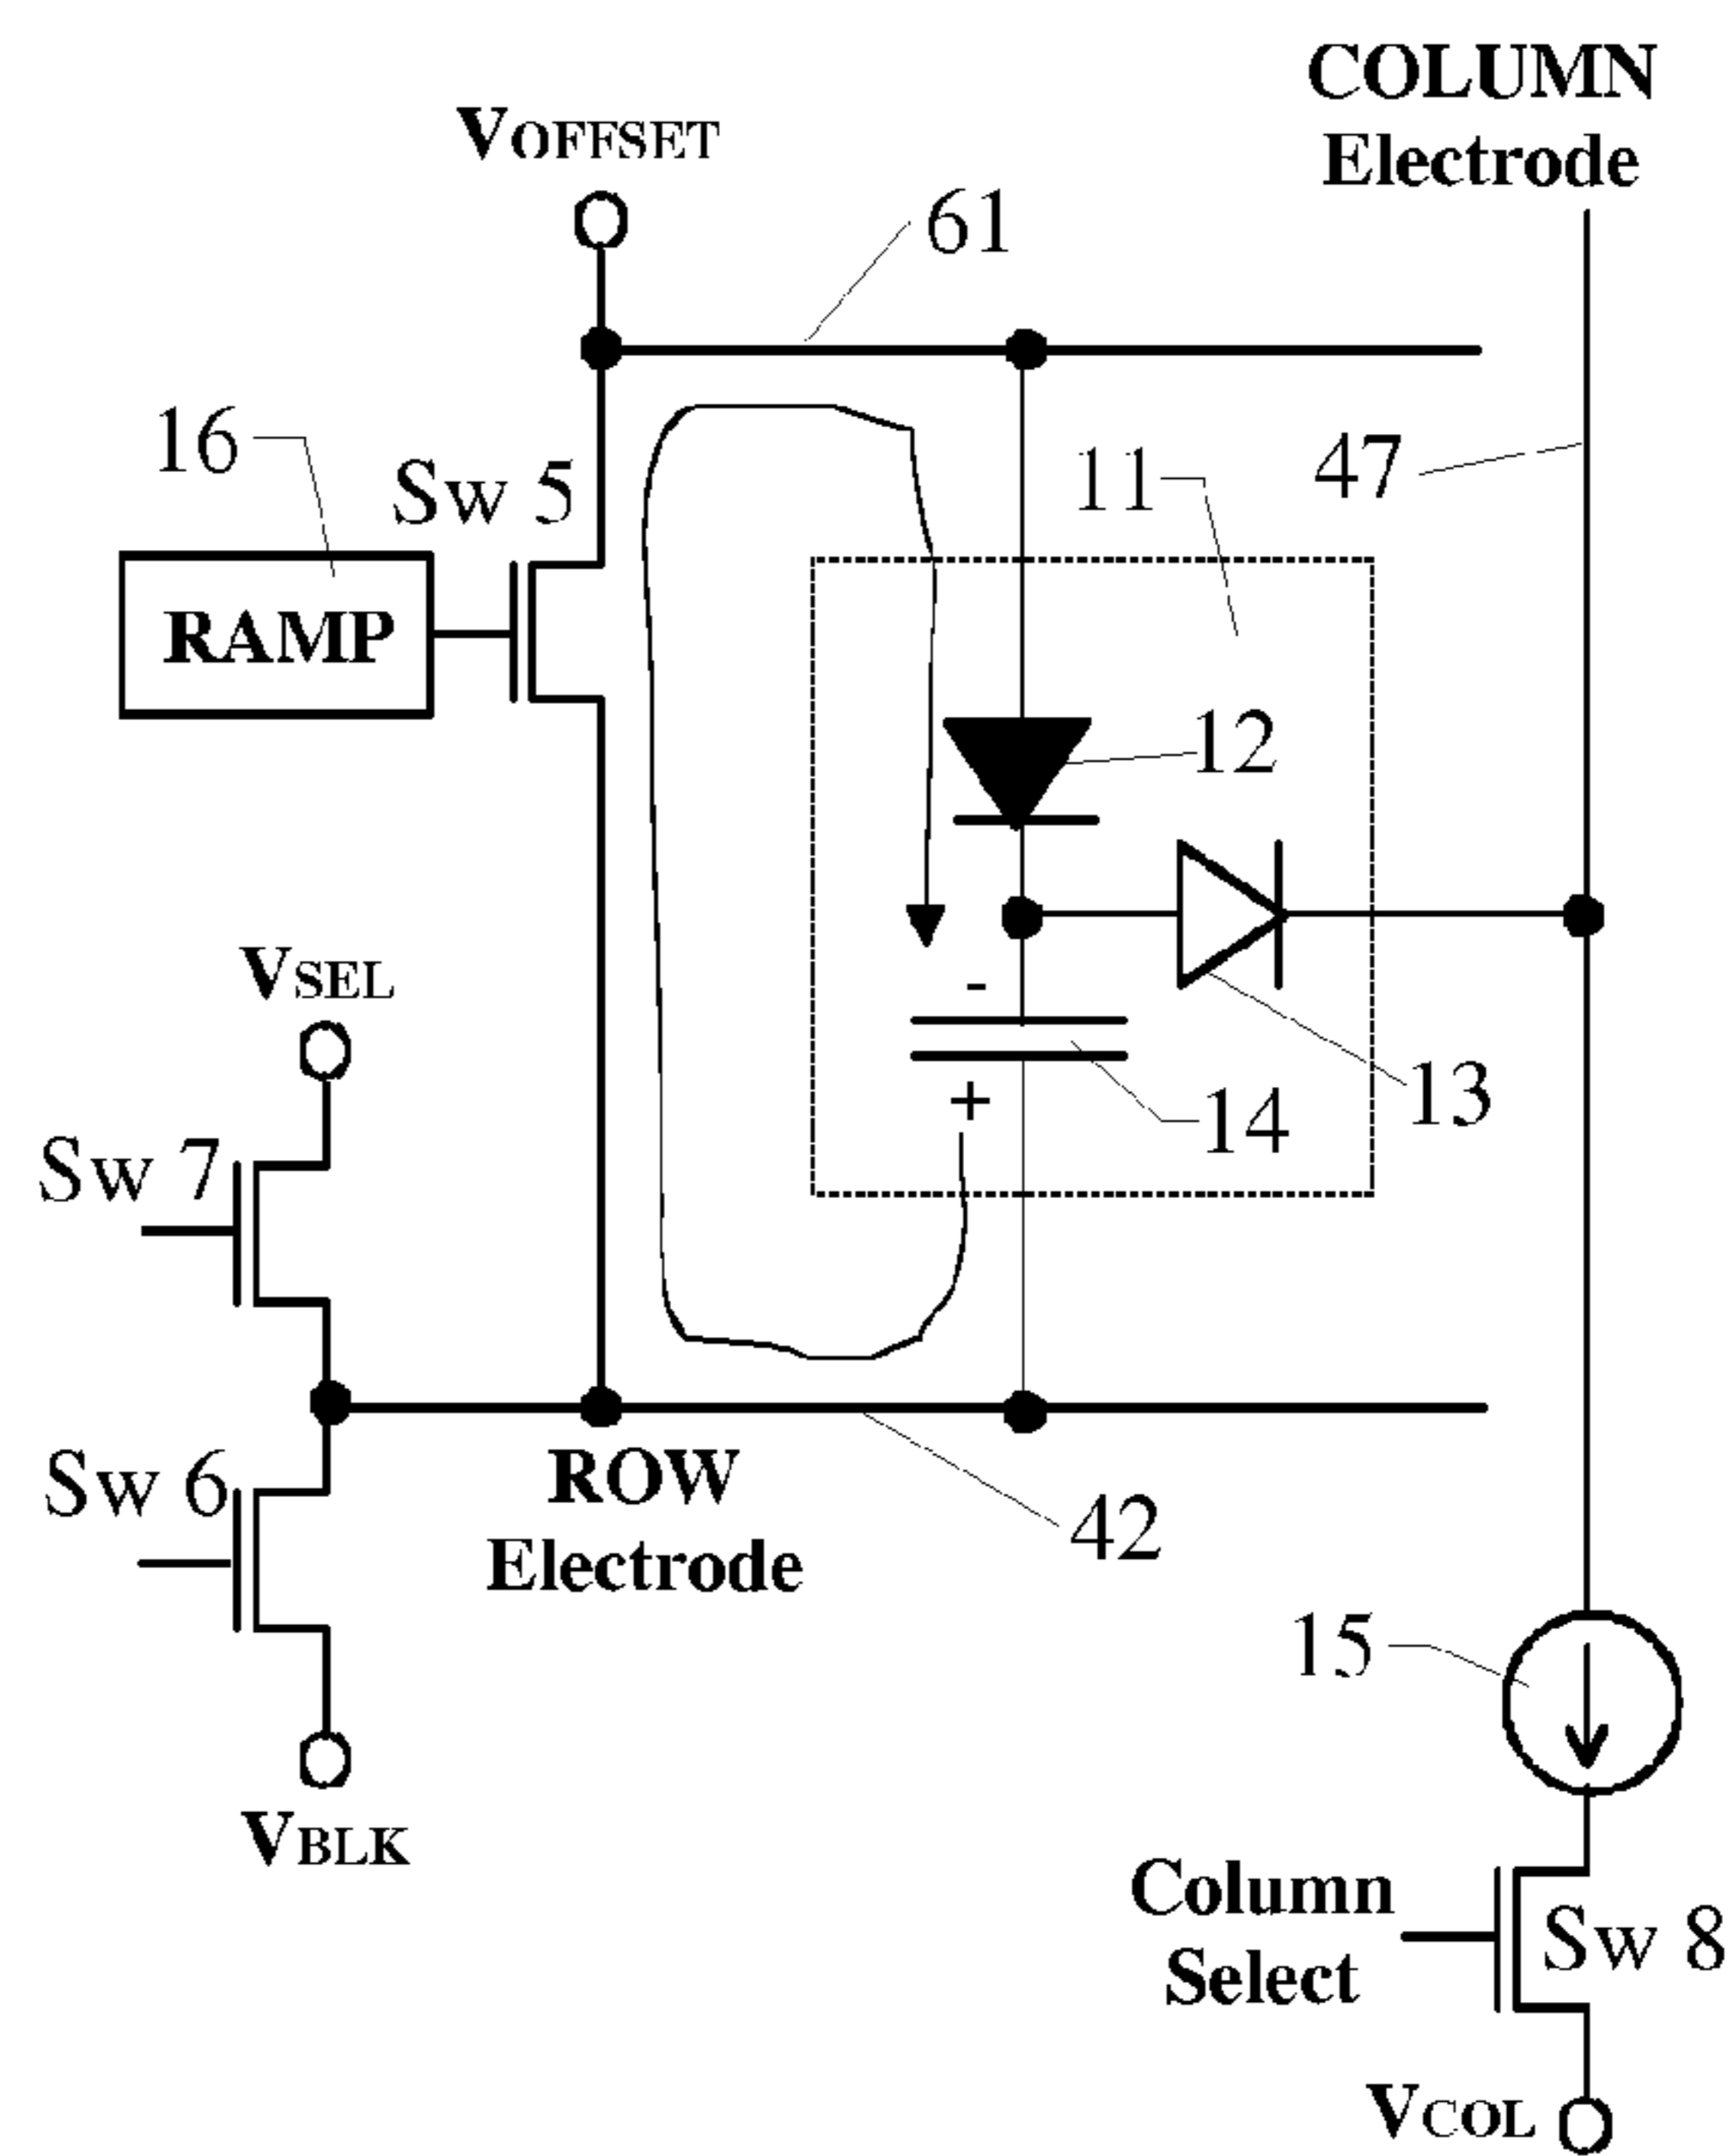 COLUMN
Electrode
VOFFSET
61
16
Sw 5
11
47
RAMP
12
VSEL
-
+
14
13
Sw 7
Sw 6
ROW
Electrode
42
15
VBLK
Column
Select
Sw 8
VCOL